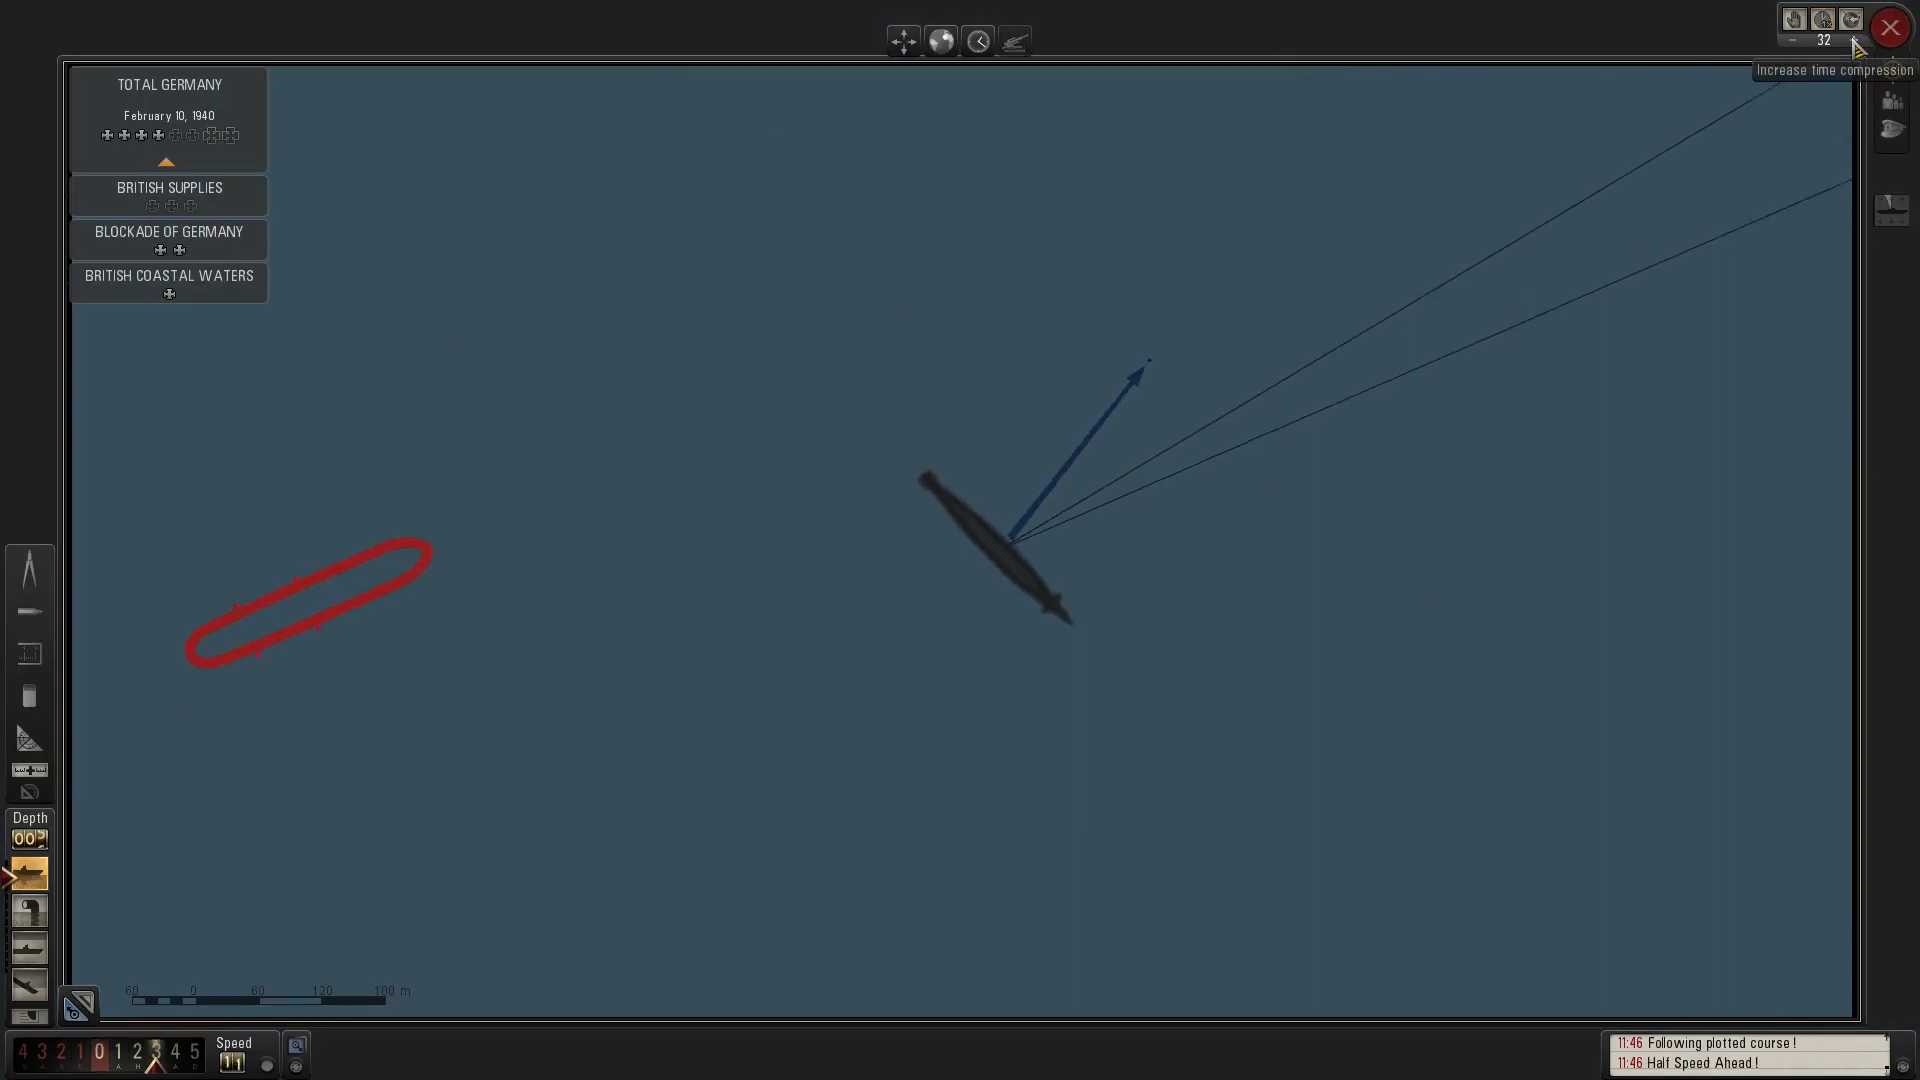 32
Increase time compression
TOTAL GERMANY
February 10, 1940
BRITISH SUPPLIES
BLOCKADE OF GERMANY
BRITISH COASTAL WATERS
Depth
60 0 60 120 180 m
4 3 2 1 0 1 2 3 4 5
Speed
11
11:46 Following plotted course !
11:46 Half Speed Ahead !